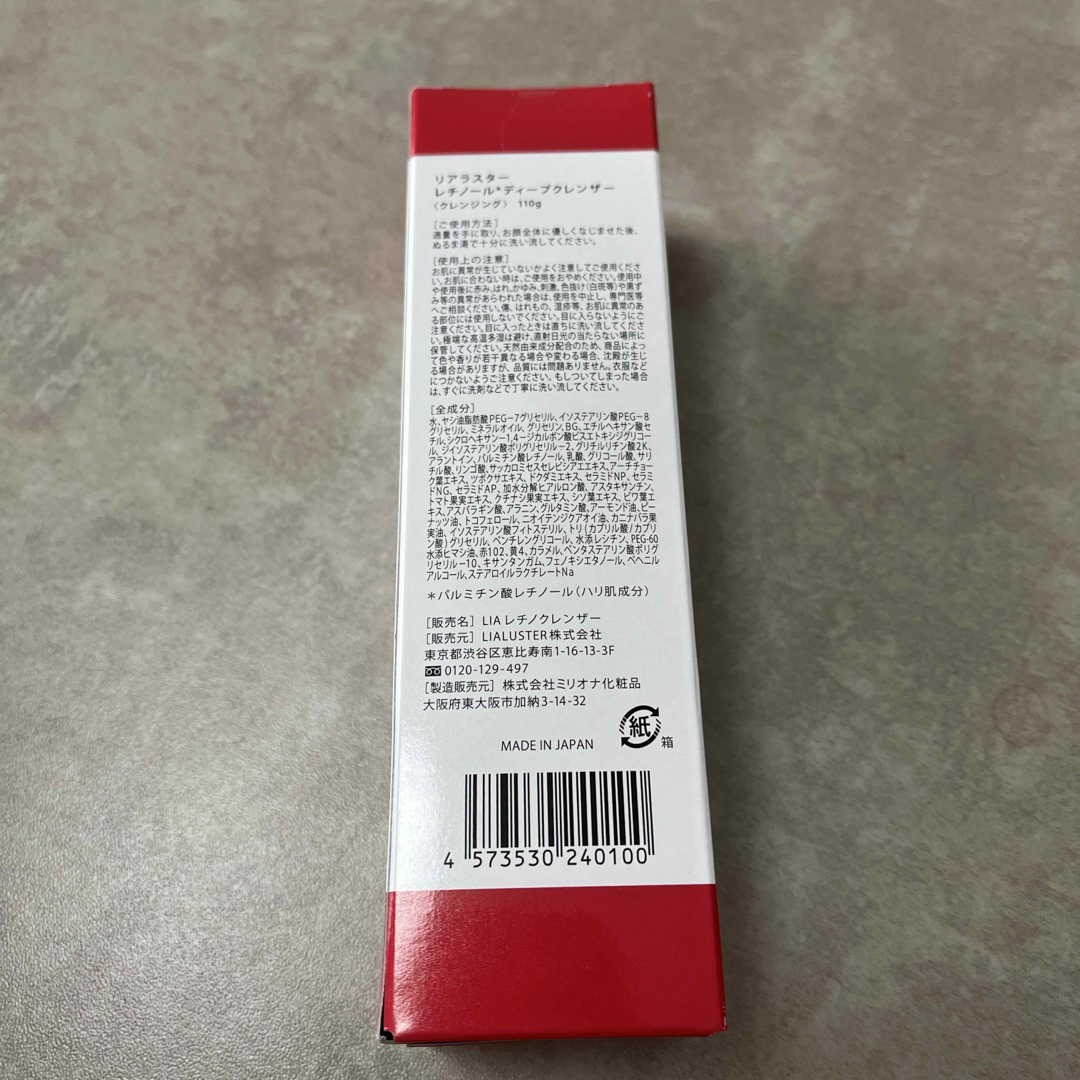 リアラスター
レチノール*ディープクレンザー
〈クレンジング〉 110g
[ご使用方法]
適量を手に取り、お顔全体に優しくなじませた後、
ぬるま湯で十分に洗い流してください。
[使用上の注意]
お肌に異常が生じていないかよく注意してご使用くださ
い。お肌に合わない時は、ご使用をおやめください。使用中
や使用後に赤み、はれ、かゆみ、刺激、色抜け(白斑等)や黒ず
み等の異常があらわれた場合は、使用を中止し、専門医等
へご相談ください。傷、はれもの、湿疹等、お肌に異常のあ
る部位には使用しないでください。目に入らないようにご
注意ください。目に入ったときは直ちに洗い流してくださ
い。極端な高温多湿は避け、直射日光の当たらない場所に
保管してください。天然由来成分配合のため、商品によっ
て色や香りが若干異なる場合や変わる場合、沈殿が生じ
る場合がありますが、品質には問題ありません。衣服など
につかないようご注意ください。もしついてしまった場合
は、すぐに洗剤などで丁寧に洗い流してください。
[全成分]
水、ヤシ油脂肪酸PEG-7グリセリル、イソステアリン酸PEG-8
グリセリル、ミネラルオイル、グリセリン、BG、エチルヘキサン酸セ
チル、シクロヘキサン-1,4-ジカルボン酸ビスエトキシジグリコー
ル、ジイソステアリン酸ポリグリセリル-2、グリチルリチン酸2K、
アラントイン、パルミチン酸レチノール、乳酸、グリコール酸、サリ
チル酸、リンゴ酸、サッカロミセスセレビシアエエキス、アーチチョー
ク葉エキス、ツボクサエキス、ドクダミエキス、セラミドNP、セラミ
ドNG、セラミドAP、加水分解ヒアルロン酸、アスタキサンチン、
トマト果実エキス、クチナシ果実エキス、シソ葉エキス、ビワ葉エ
キス、アスパラギン酸、アラニン、グルタミン酸、アーモンド油、ピー
ナッツ油、トコフェロール、ニオイテンジクアオイ油、カニナバラ果
実油、イソステアリン酸フィトステリル、トリ(カプリル酸/カプリ
ン酸)グリセリル、ペンチレングリコール、水添レシチン、PEG-60
水添ヒマシ油、赤102、黄4、カラメル、ペンタステアリン酸ポリグ
リセリル-10、キサンタンガム、フェノキシエタノール、ベヘニル
アルコール、ステアロイルラクチレートNa
*パルミチン酸レチノール(ハリ肌成分)
[販売名] LIA レチノクレンザー
[販売元] LIALUSTER株式会社
東京都渋谷区恵比寿南1-16-13-3F
0120-129-497
[製造販売元] 株式会社ミリオナ化粧品
大阪府東大阪市加納3-14-32
紙
箱
MADE IN JAPAN
4 573530 240100